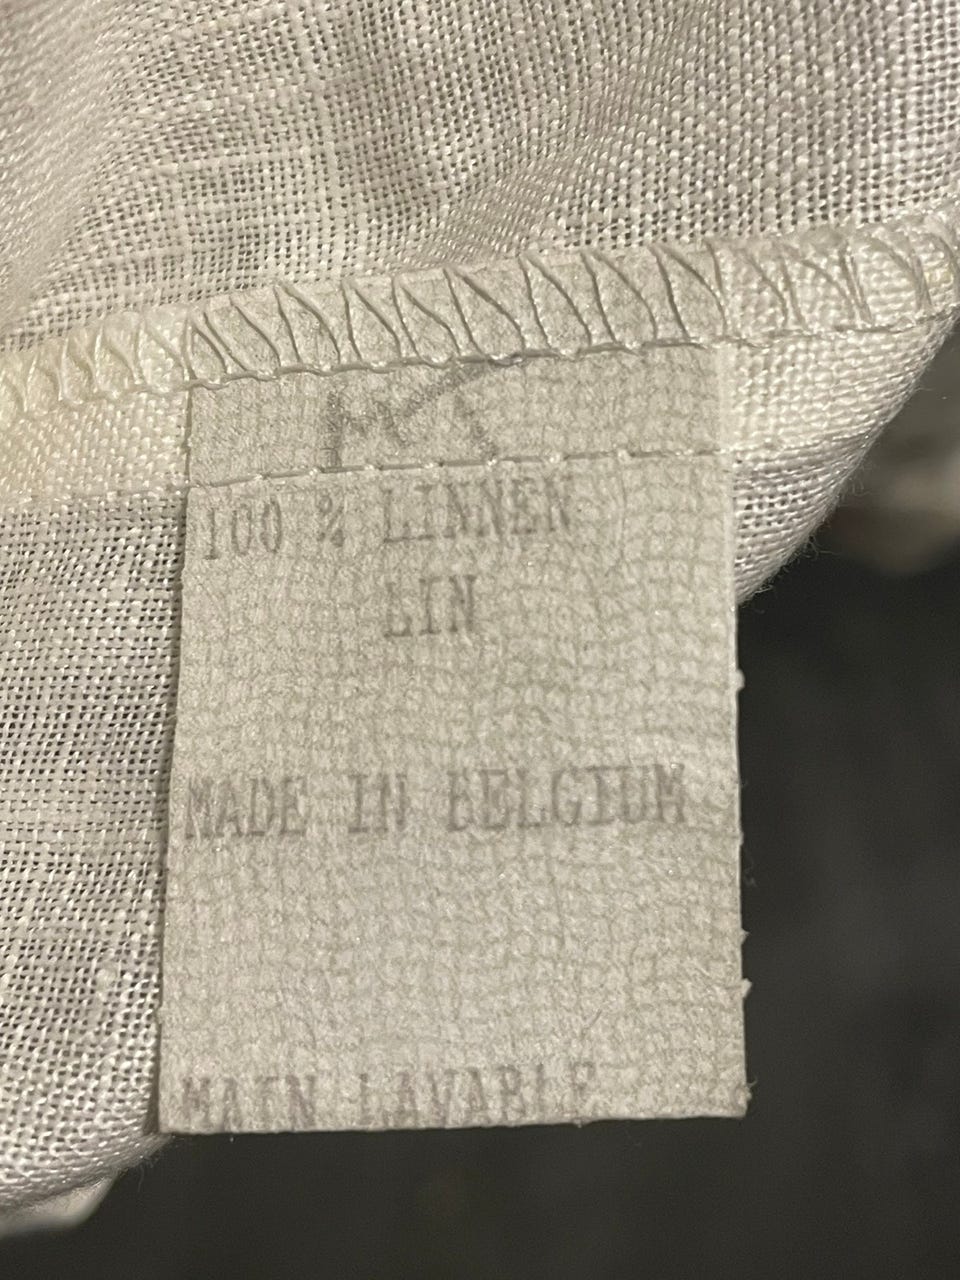 100 % LINNEN
LIN
MADE IN BELGIUM
MAIN LAVABLE